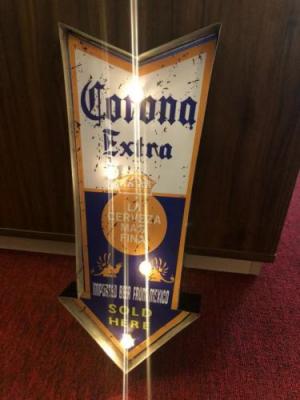 Corona
Extra
LA
CERVEZA
MAS
FINA
IMPORTED BEER FROM MEXICO
SOLD
HERE